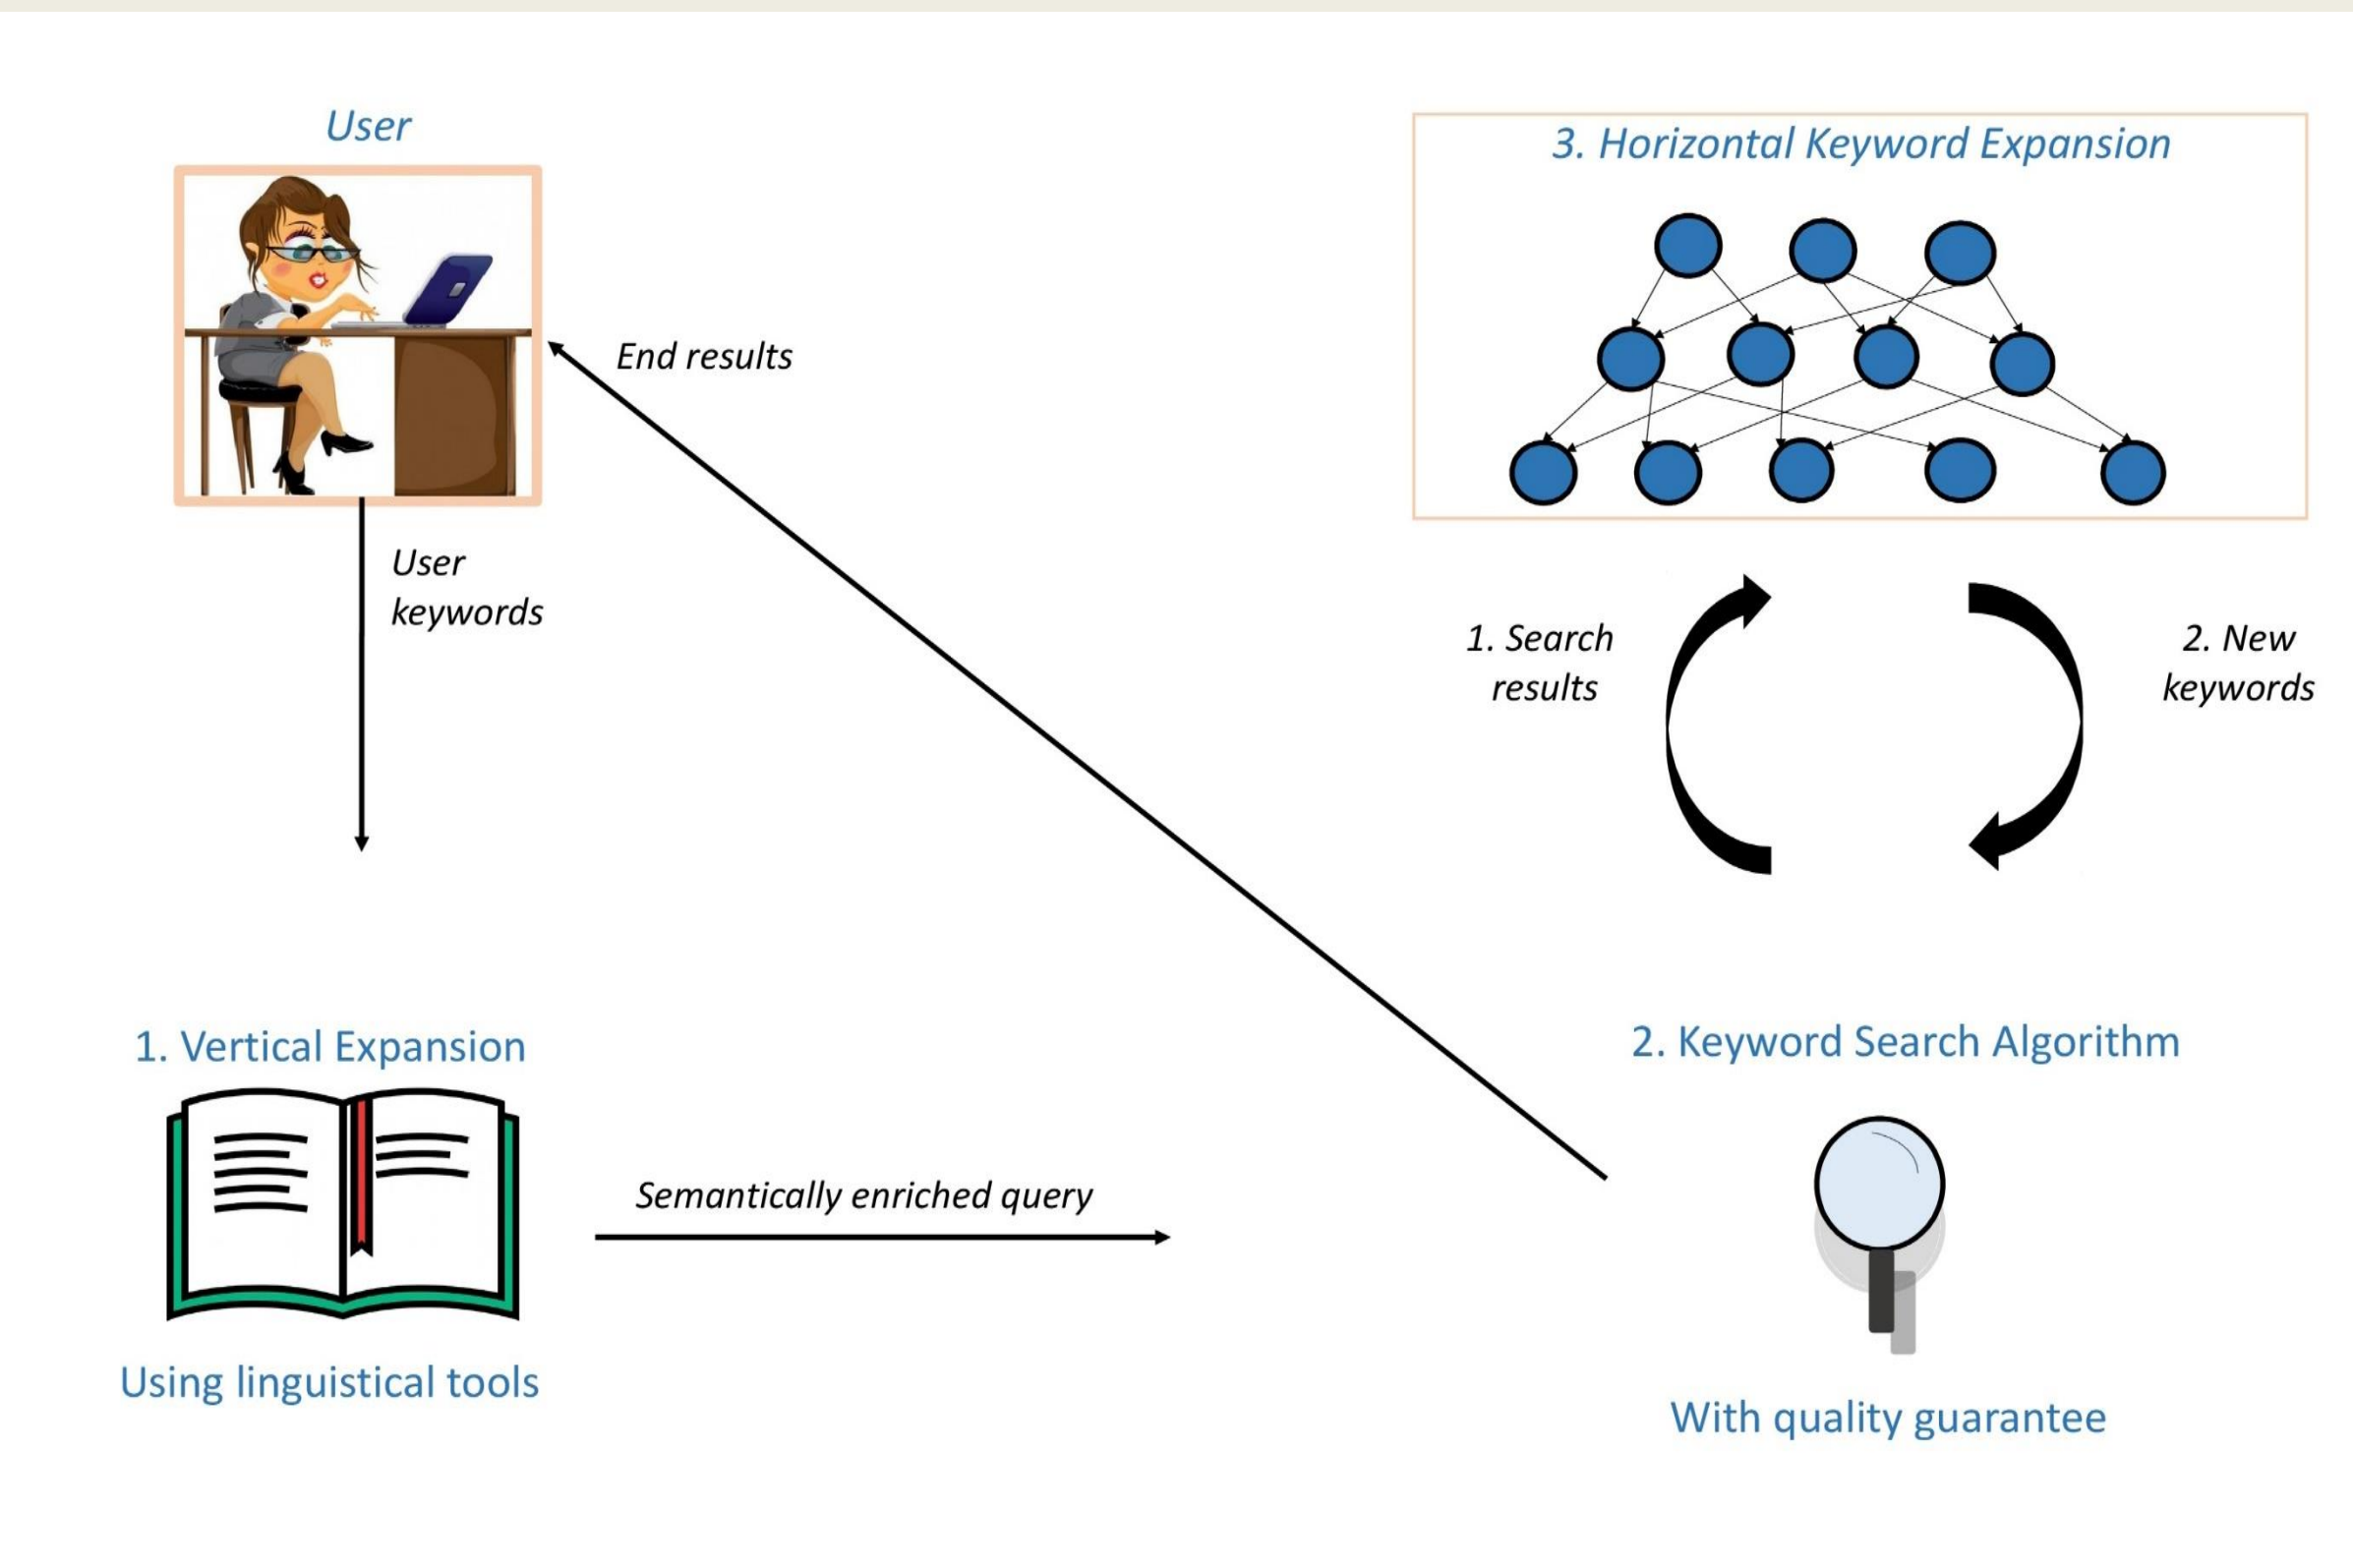 User
3. Horizontal Keyword Expansion
End results
User
keywords
1. Search
results
2. New
keywords
1. Vertical Expansion
2. Keyword Search Algorithm
Semantically enriched query
Using linguistical tools
With quality guarantee